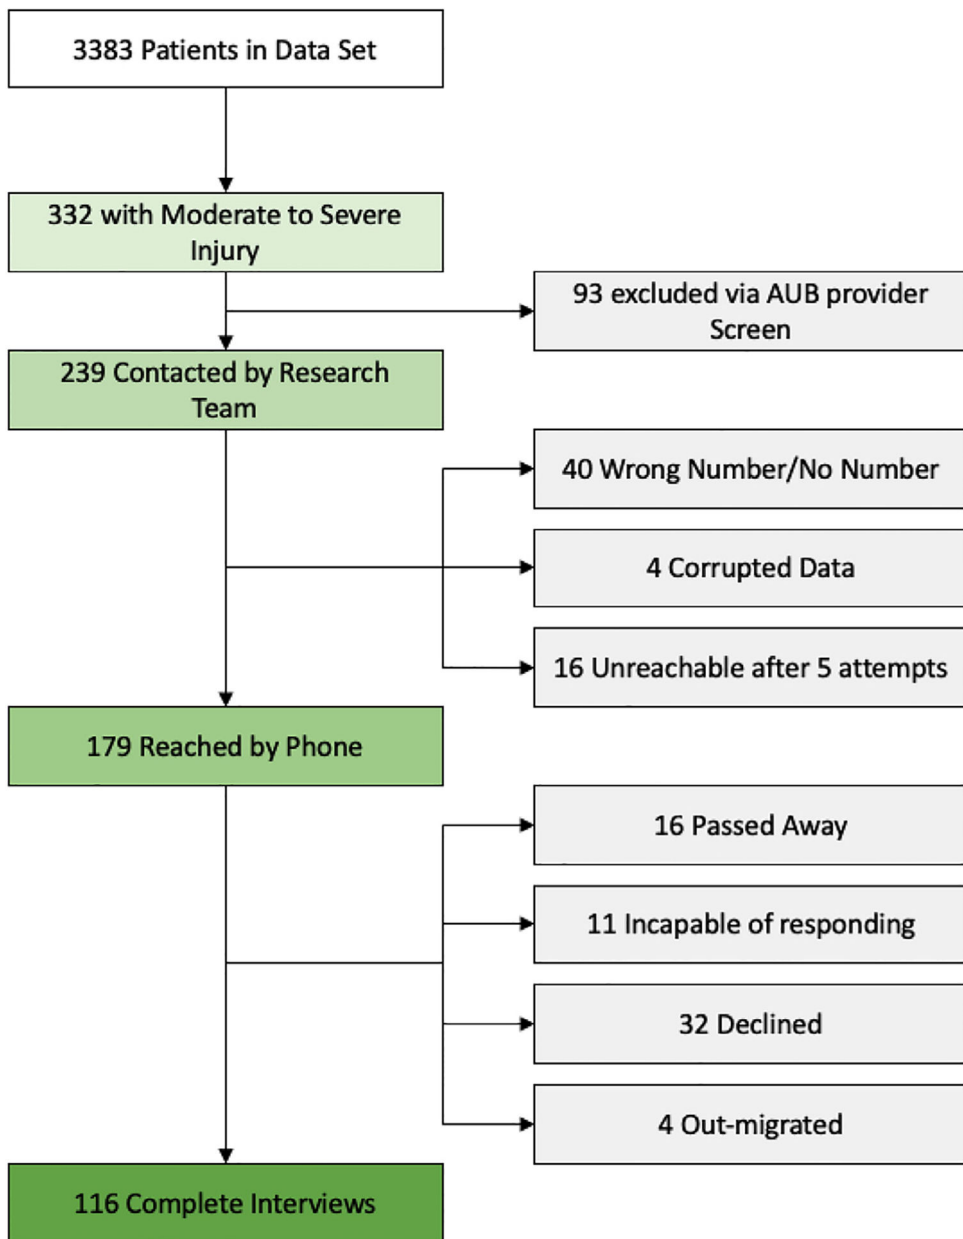 3383 Patients in Data Set
332 with Moderate to Severe
Injury
93 excluded via AUB provider
Screen
239 Contacted by Research
Team
40 Wrong Number/No Number
4 Corrupted Data
16 Unreachable after 5 attempts
179 Reached by Phone
16 Passed Away
11 Incapable of responding
32 Declined
4 Out-migrated
116 Complete Interviews